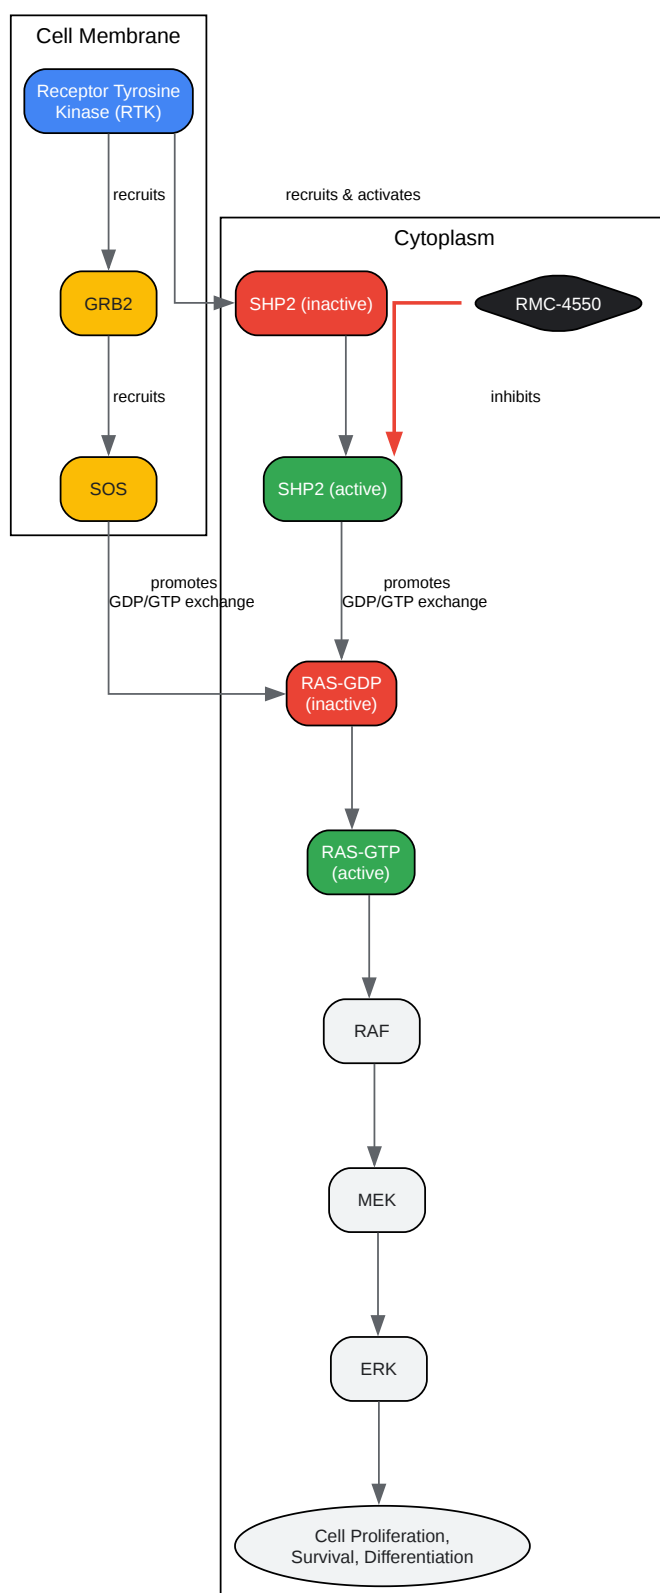 Cell Membrane
Receptor Tyrosine
Kinase (RTK)
recruits
recruits & activates
Cytoplasm
GRB2
SHP2 (inactive)
RMC-4550
recruits
inhibits
SOS
SHP2 (active)
promotes
GDP/GTP exchange
promotes
GDP/GTP exchange
RAS-GDP
(inactive)
RAS-GTP
(active)
RAF
MEK
ERK
Cell Proliferation,
Survival, Differentiation